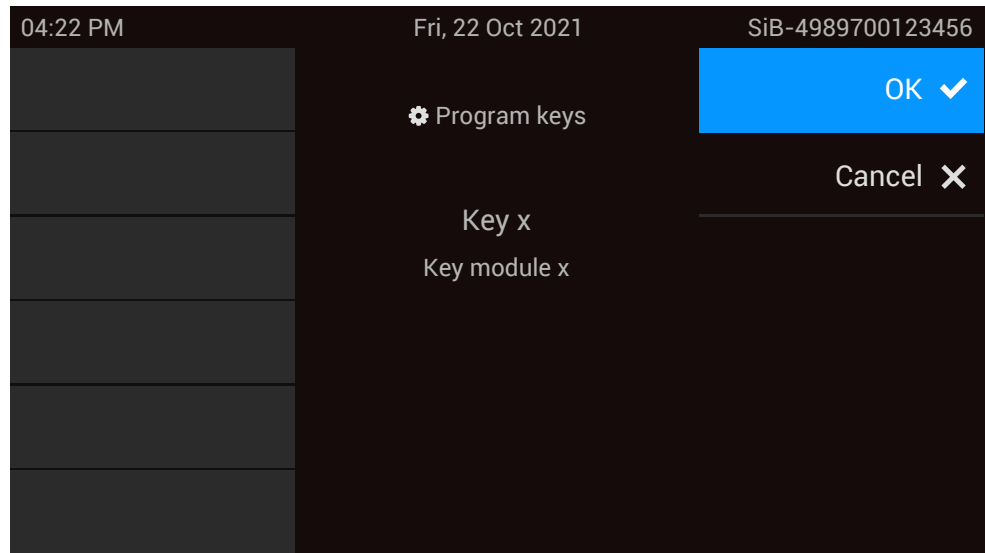 04:22 PM
Fri, 22 Oct 2021
SiB-4989700123456
OK
Program keys
Cancel
Key x
Key module x